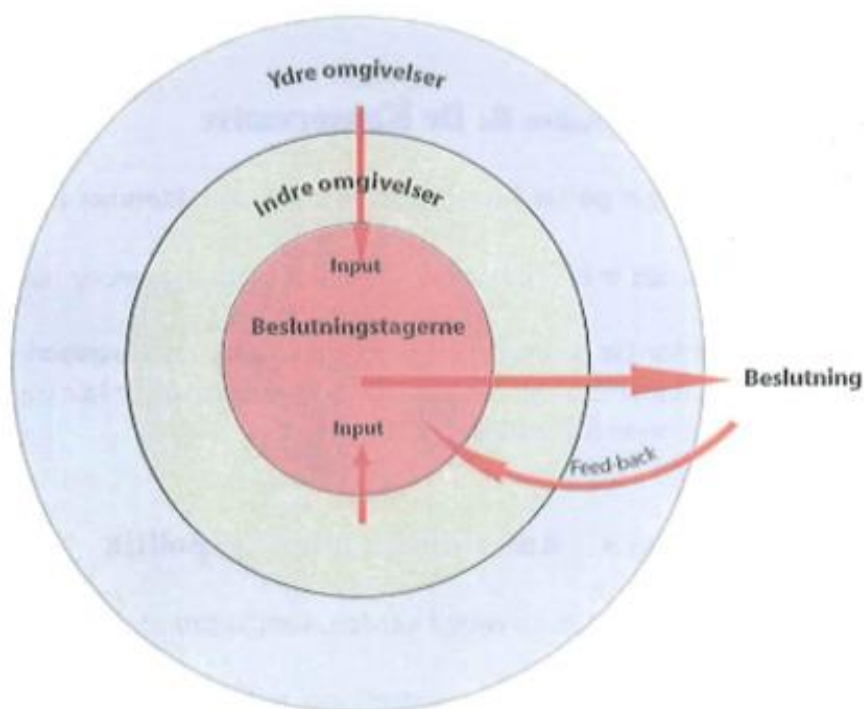 Ydre omgivelser
Indre omgivelser
Input
Beslutningstagerne
Beslutning
Input
Feed-back